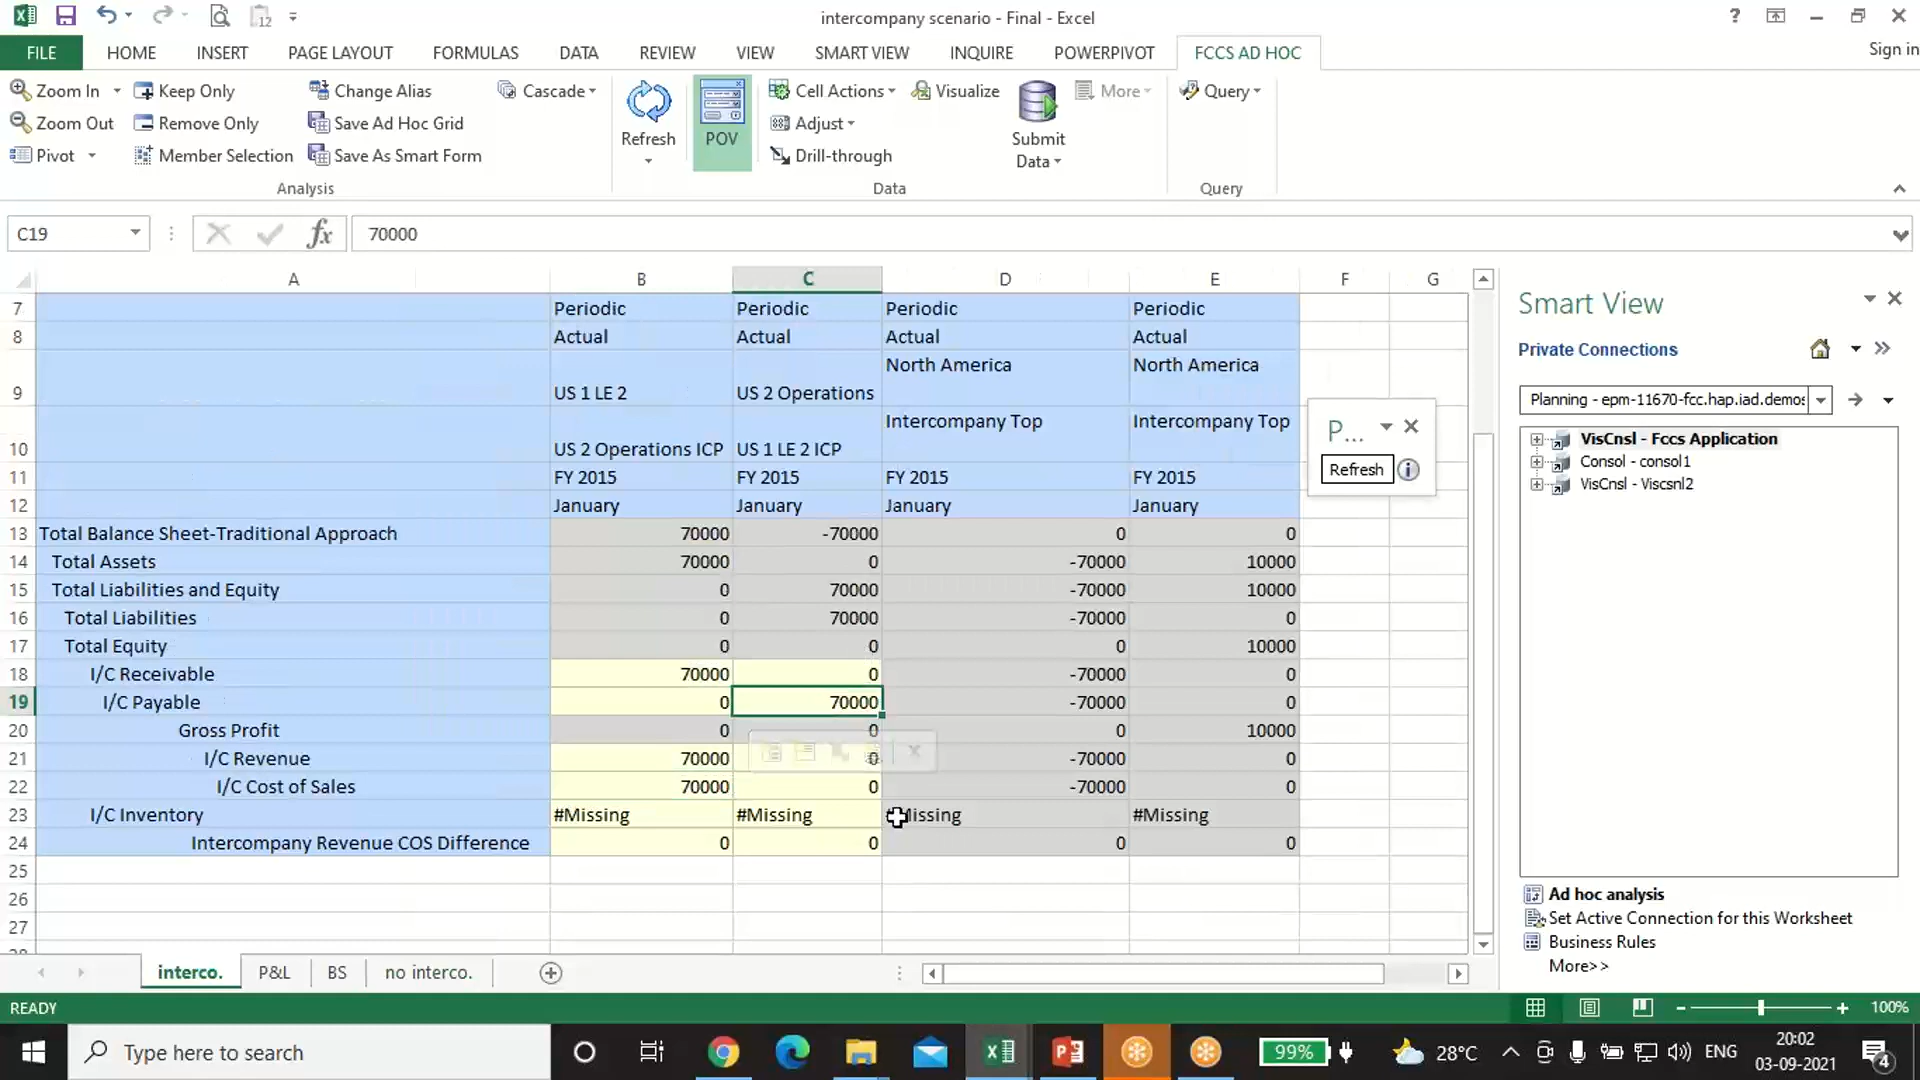 intercompany scenario - Final - Excel
FILE HOME INSERT PAGE LAYOUT FORMULAS DATA REVIEW VIEW SMART VIEW INQUIRE POWERPIVOT FCCS AD HOC Sign in
Zoom In Keep Only Change Alias Cascade Cell Actions Visualize More Query
Zoom Out Remove Only Save Ad Hoc Grid Refresh POV Adjust Submit Data
Pivot Member Selection Save As Smart Form Drill-through
Analysis Data Query
C19 fx 70000
A B C D E F G
7 Periodic Periodic Periodic Periodic
8 Actual Actual Actual Actual
9 US 1 LE 2 US 2 Operations North America North America
10 US 2 Operations ICP US 1 LE 2 ICP Intercompany Top Intercompany Top
11 FY 2015 FY 2015 FY 2015 FY 2015
12 January January January January
13 Total Balance Sheet-Traditional Approach 70000 -70000 0 0
14 Total Assets 70000 0 -70000 10000
15 Total Liabilities and Equity 0 70000 -70000 10000
16 Total Liabilities 0 70000 -70000 0
17 Total Equity 0 0 0 10000
18 I/C Receivable 70000 0 -70000 0
19 I/C Payable 0 70000 -70000 0
20 Gross Profit 0 0 0 10000
21 I/C Revenue 70000 0 -70000 0
22 I/C Cost of Sales 70000 0 -70000 0
23 I/C Inventory #Missing #Missing #Missing #Missing
24 Intercompany Revenue COS Difference 0 0 0 0
25
26
27
P...
Refresh
Smart View
Private Connections
Planning - epm-11670-fcc.hap.iad.demos
VisCnsl - Fccs Application
Consol - consol1
VisCnsl - Viscsnl2
Ad hoc analysis
Set Active Connection for this Worksheet
Business Rules
More>>
interco. P&L BS no interco.
READY 100%
Type here to search
99% 28°C ENG 20:02
03-09-2021
4